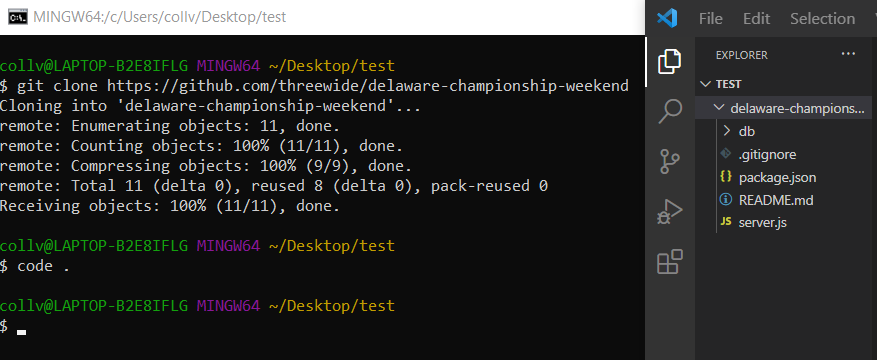 MINGW64:/c/Users/collv/Desktop/test
collv@LAPTOP-B2E8IFLG MINGW64 ~/Desktop/test
$ git clone https://github.com/threewide/delaware-championship-weekend
Cloning into 'delaware-championship-weekend'...
remote: Enumerating objects: 11, done.
remote: Counting objects: 100% (11/11), done.
remote: Compressing objects: 100% (9/9), done.
remote: Total 11 (delta 0), reused 8 (delta 0), pack-reused 0
Receiving objects: 100% (11/11), done.
collv@LAPTOP-B2E8IFLG MINGW64 ~/Desktop/test
$ code .
collv@LAPTOP-B2E8IFLG MINGW64 ~/Desktop/test
$
File Edit Selection
EXPLORER ...
TEST
delaware-champions...
db
.gitignore
{ } package.json
README.md
JS server.js